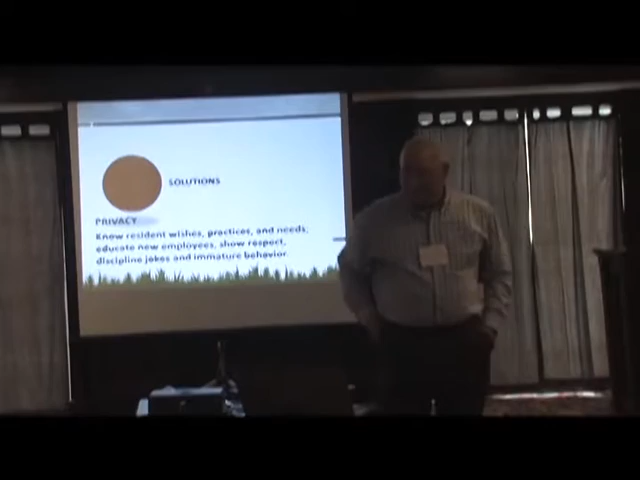 SOLUTIONS
PRIVACY
Know resident wishes, practices, and needs,
educate new employees, show respect,
discipline jokes and immature behavior.